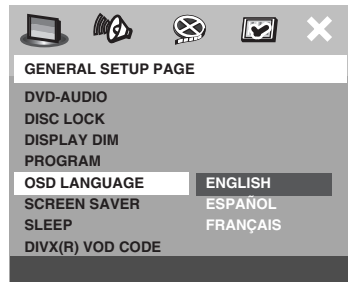 GENERAL SETUP PAGE
DVD-AUDIO
DISC LOCK
DISPLAY DIM
PROGRAM
OSD LANGUAGE ENGLISH
SCREEN SAVER ESPAÑOL
SLEEP FRANÇAIS
DIVX(R) VOD CODE